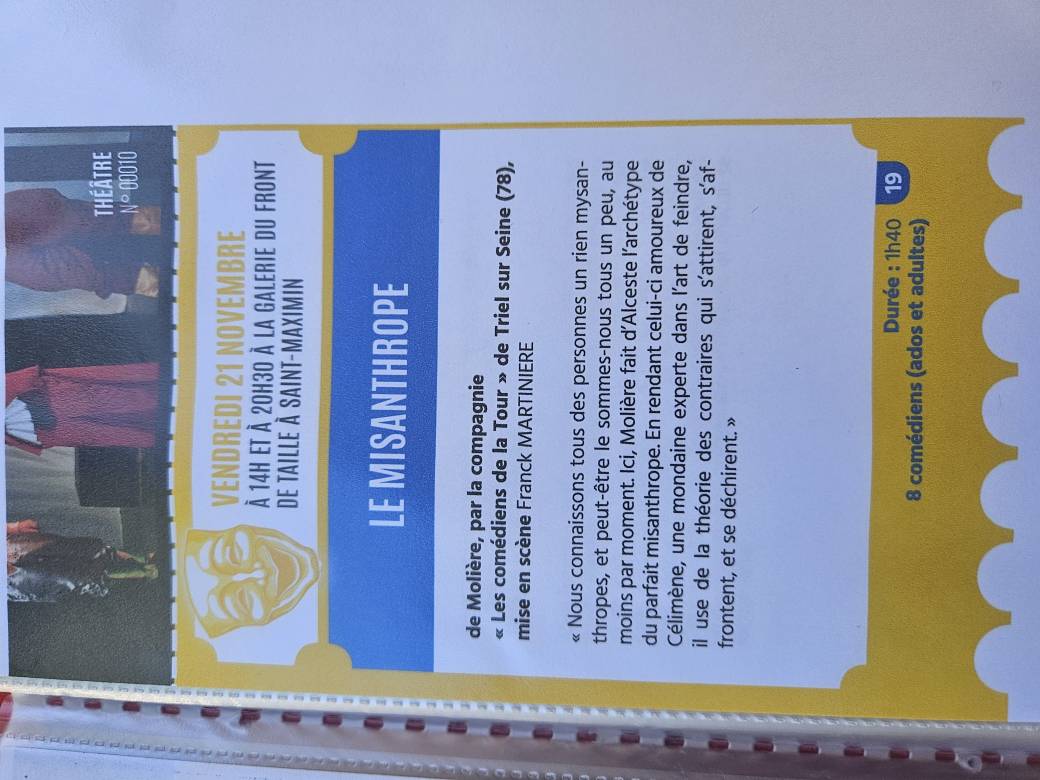 THÉÂTRE
N° 00010
VENDREDI 21 NOVEMBRE
À 14H ET À 20H30 À LA GALERIE DU FRONT
DE TAILLE À SAINT-MAXIMIN
LE MISANTHROPE
de Molière, par la compagnie
« Les comédiens de la Tour » de Triel sur Seine (78),
mise en scène Franck MARTINIERE
« Nous connaissons tous des personnes un rien mysan-
thropes, et peut-être le sommes-nous tous un peu, au
moins par moment. Ici, Molière fait d’Alceste l’archétype
du parfait misanthrope. En rendant celui-ci amoureux de
Célimène, une mondaine experte dans l’art de feindre,
il use de la théorie des contraires qui s’attirent, s’af-
frontent, et se déchirent. »
Durée : 1h40
8 comédiens (ados et adultes)
19